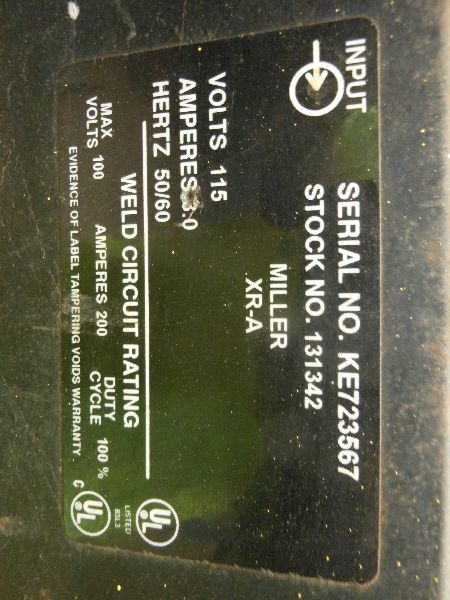 SERIAL NO. KE723567
STOCK NO. 131342
MILLER
XR-A
INPUT
VOLTS 115
AMPERES 3.0
HERTZ 50/60
WELD CIRCUIT RATING
MAX VOLTS 100 AMPERES 200 DUTY CYCLE 100 %
EVIDENCE OF LABEL TAMPERING VOIDS WARRANTY.
UL
LISTED
C UL